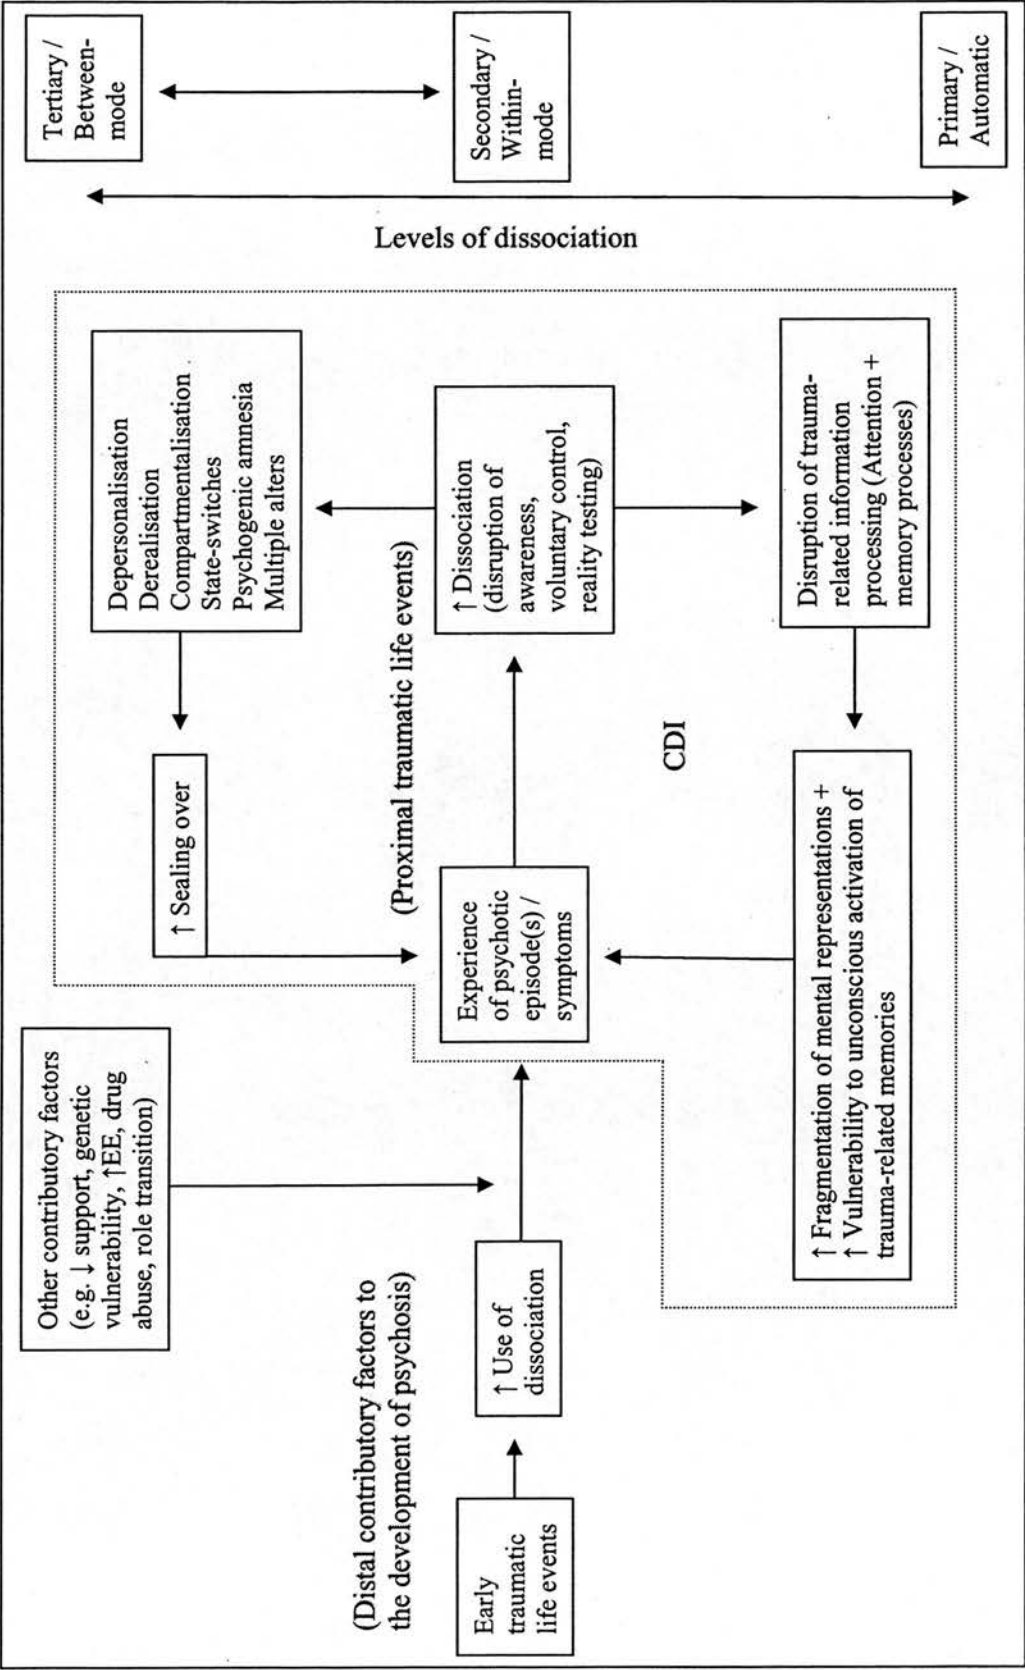 Other contributory factors
(e.g. ↓ support, genetic
vulnerability, ↑EE, drug
abuse, role transition)
(Distal contributory factors to
the development of psychosis)
Early
traumatic
life events
↑ Use of
dissociation
↑ Sealing over
Depersonalisation
Derealisation
Compartmentalisation
State-switches
Psychogenic amnesia
Multiple alters
(Proximal traumatic life events)
Experience
of psychotic
episode(s) /
symptoms
↑ Dissociation
(disruption of
awareness,
voluntary control,
reality testing)
CDI
↑ Fragmentation of mental representations +
↑ Vulnerability to unconscious activation of
trauma-related memories
Disruption of trauma-
related information
processing (Attention +
memory processes)
Levels of dissociation
Tertiary /
Between-
mode
Secondary /
Within-
mode
Primary /
Automatic